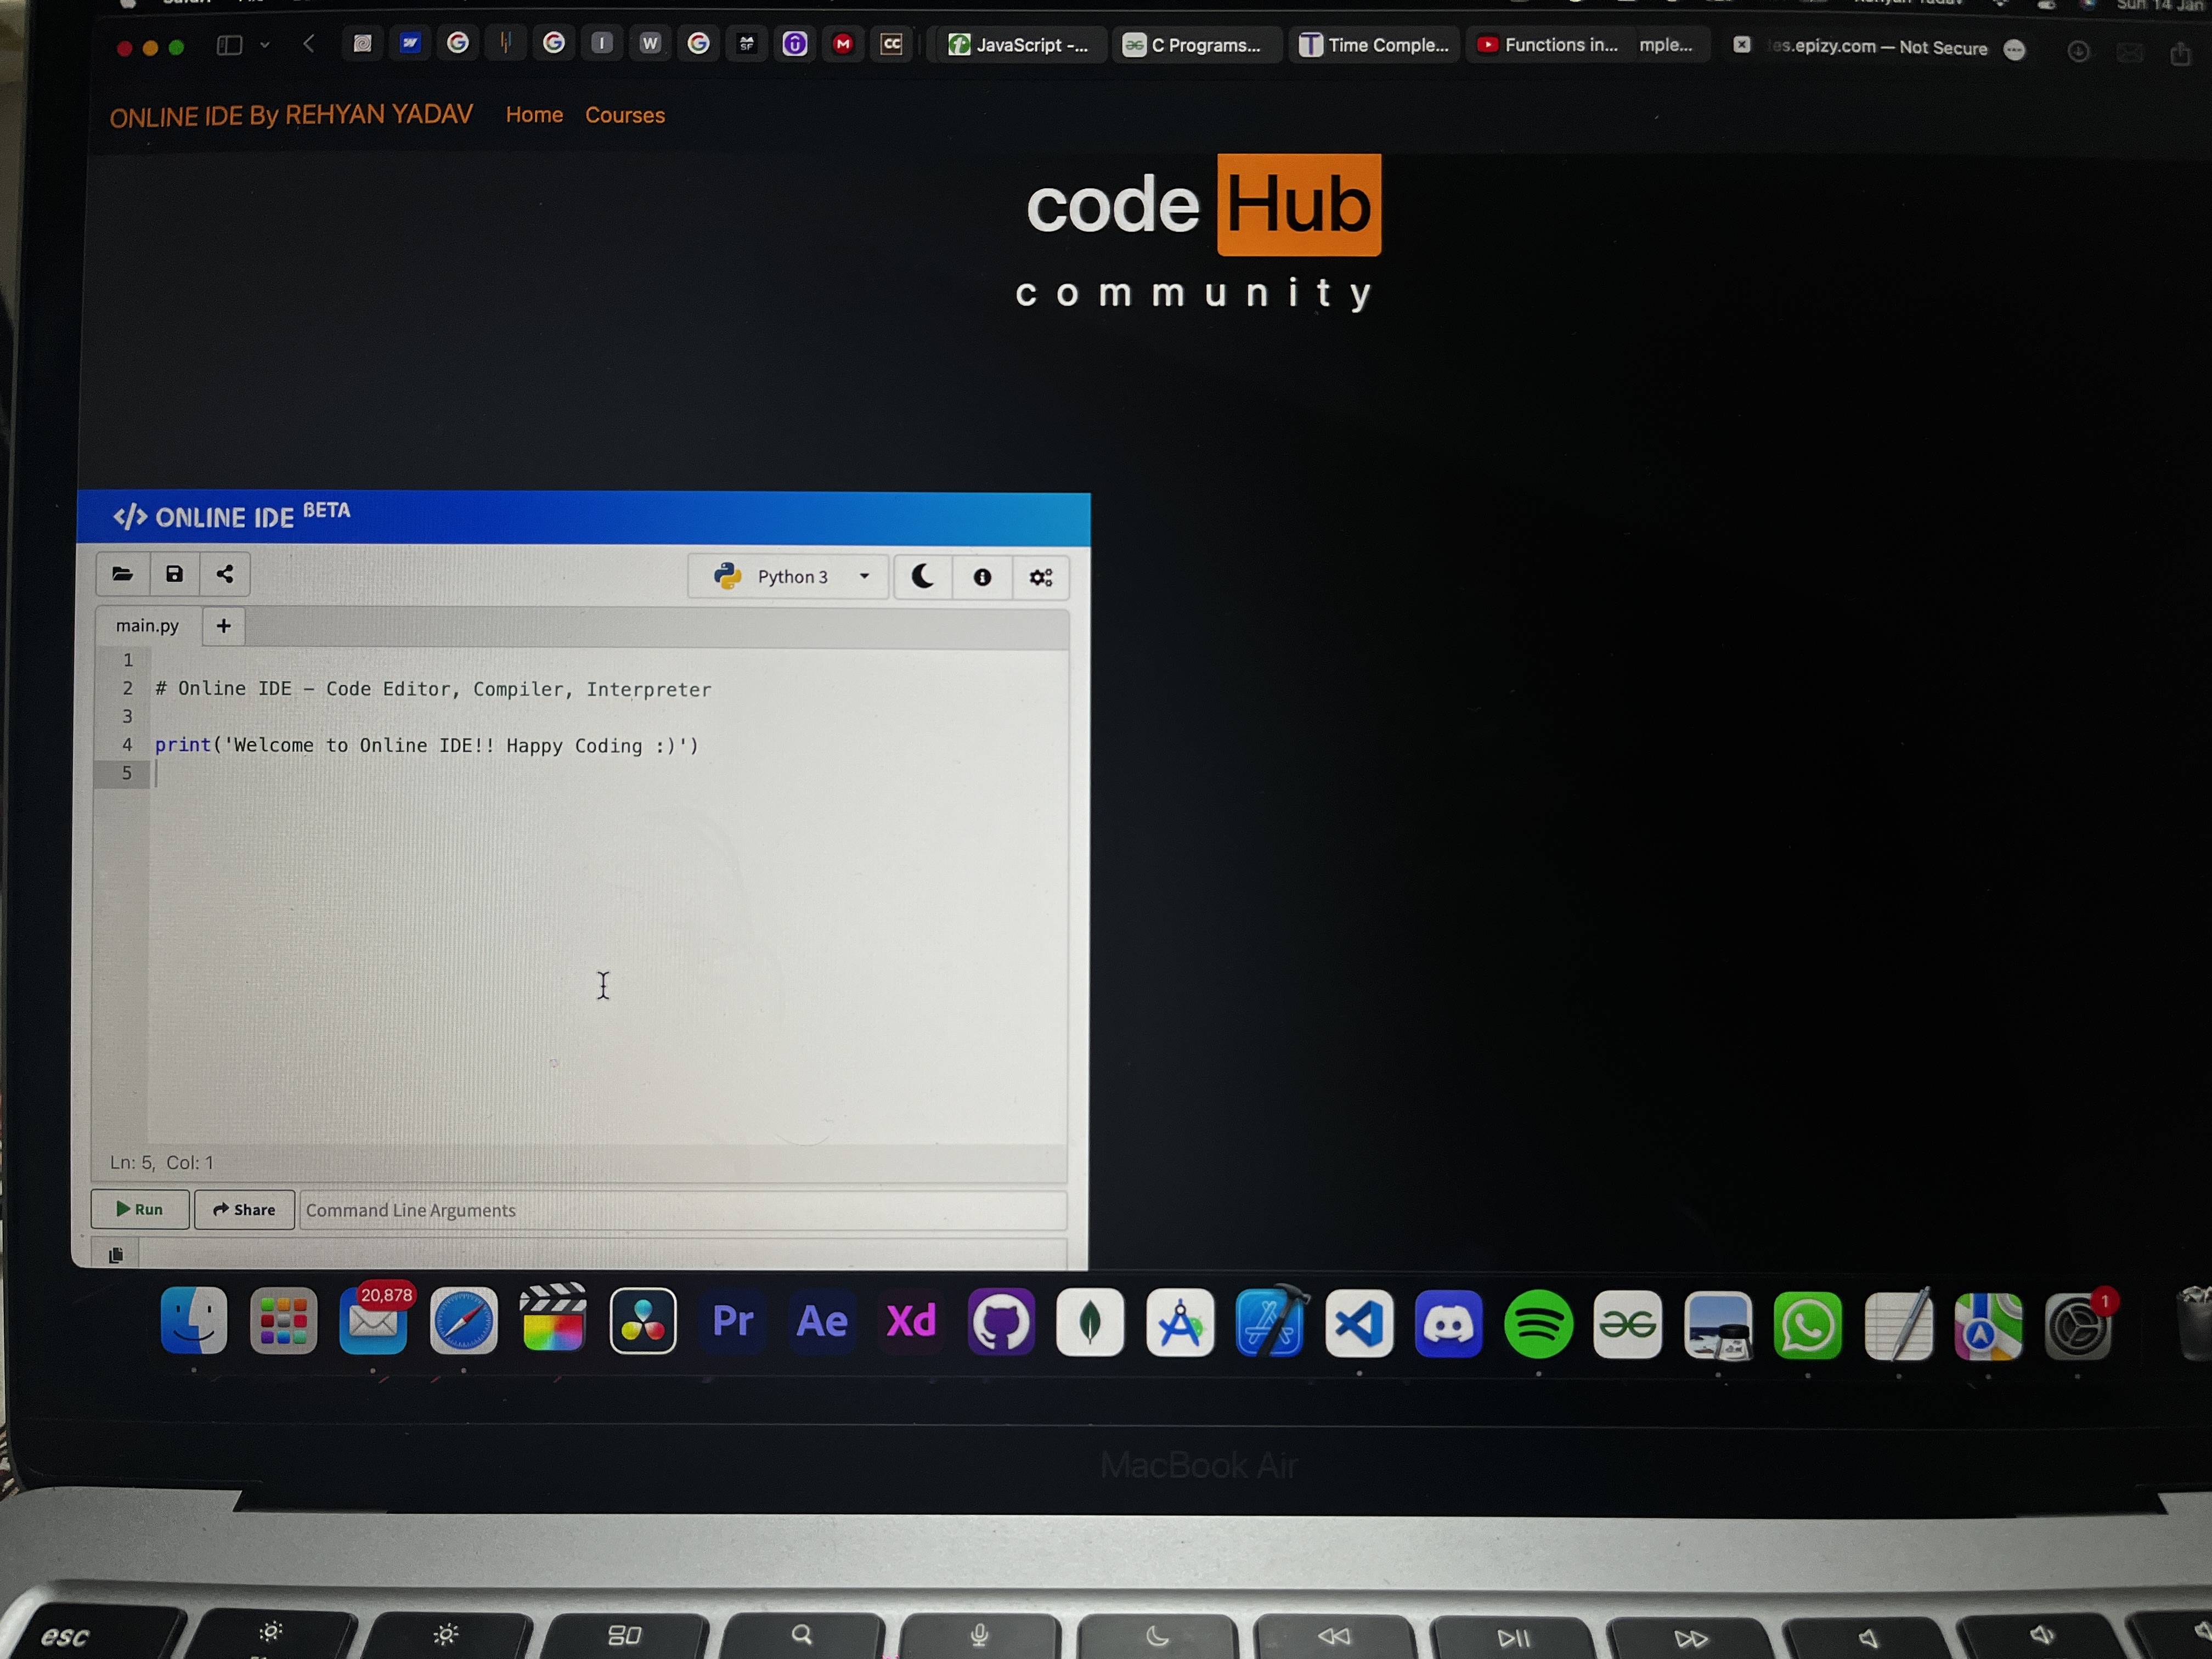 Sun 14 Jan
JavaScript -...
C Programs...
Time Comple...
Functions in...
mple...
es.epizy.com — Not Secure
ONLINE IDE By REHYAN YADAV
Home
Courses
code Hub
community
</> ONLINE IDE BETA
Python 3
main.py
+
1
2 # Online IDE - Code Editor, Compiler, Interpreter
3
4 print('Welcome to Online IDE!! Happy Coding :)')
5
Ln: 5, Col: 1
Run
Share
Command Line Arguments
20,878
Pr
Ae
Xd
1
MacBook Air
esc